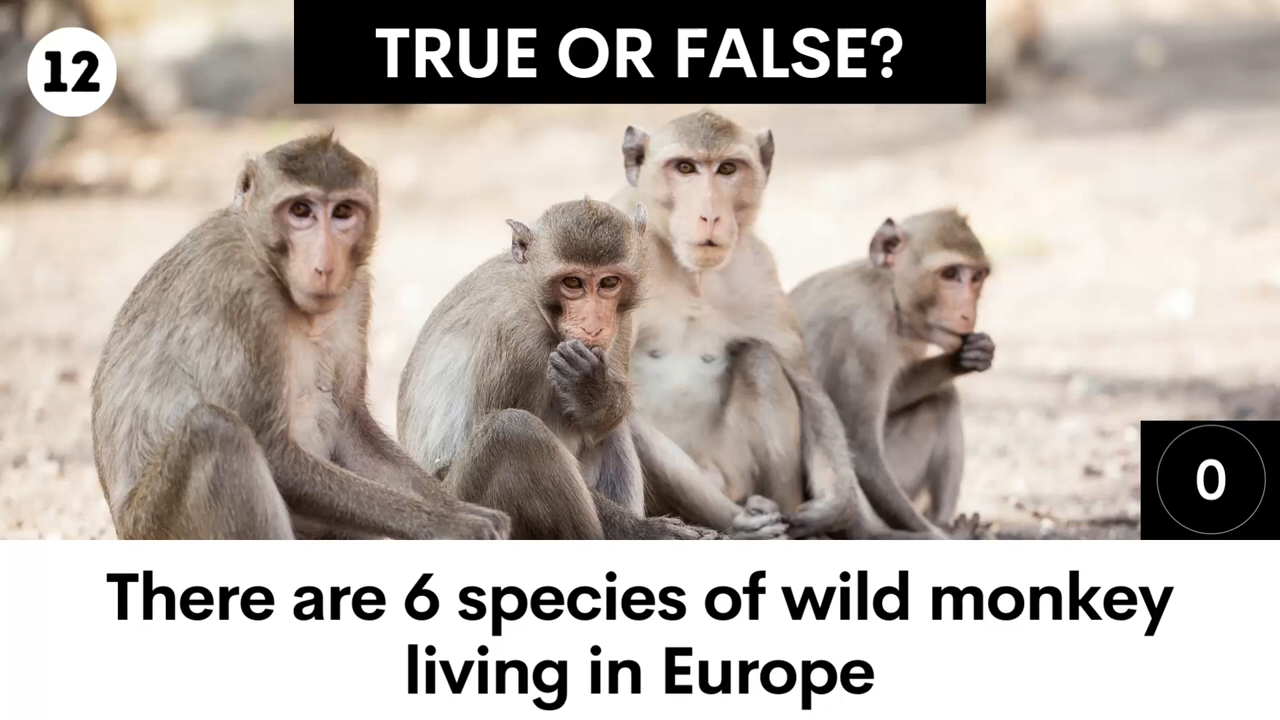 12
TRUE OR FALSE?
0
There are 6 species of wild monkey
living in Europe